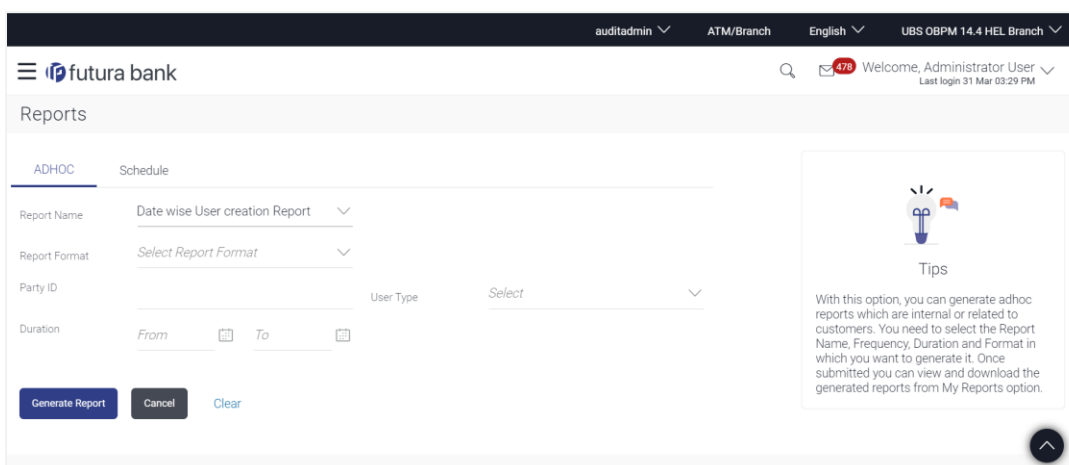 auditadmin ATM/Branch English UBS OBPM 14.4 HEL Branch
futura bank 478 Welcome, Administrator User
Last login 31 Mar 03:29 PM
Reports
ADHOC Schedule
Report Name Date wise User creation Report
Report Format Select Report Format
Party ID User Type Select
Duration From To
Generate Report Cancel Clear
Tips
With this option, you can generate adhoc
reports which are internal or related to
customers. You need to select the Report
Name, Frequency, Duration and Format in
which you want to generate it. Once
submitted you can view and download the
generated reports from My Reports option.